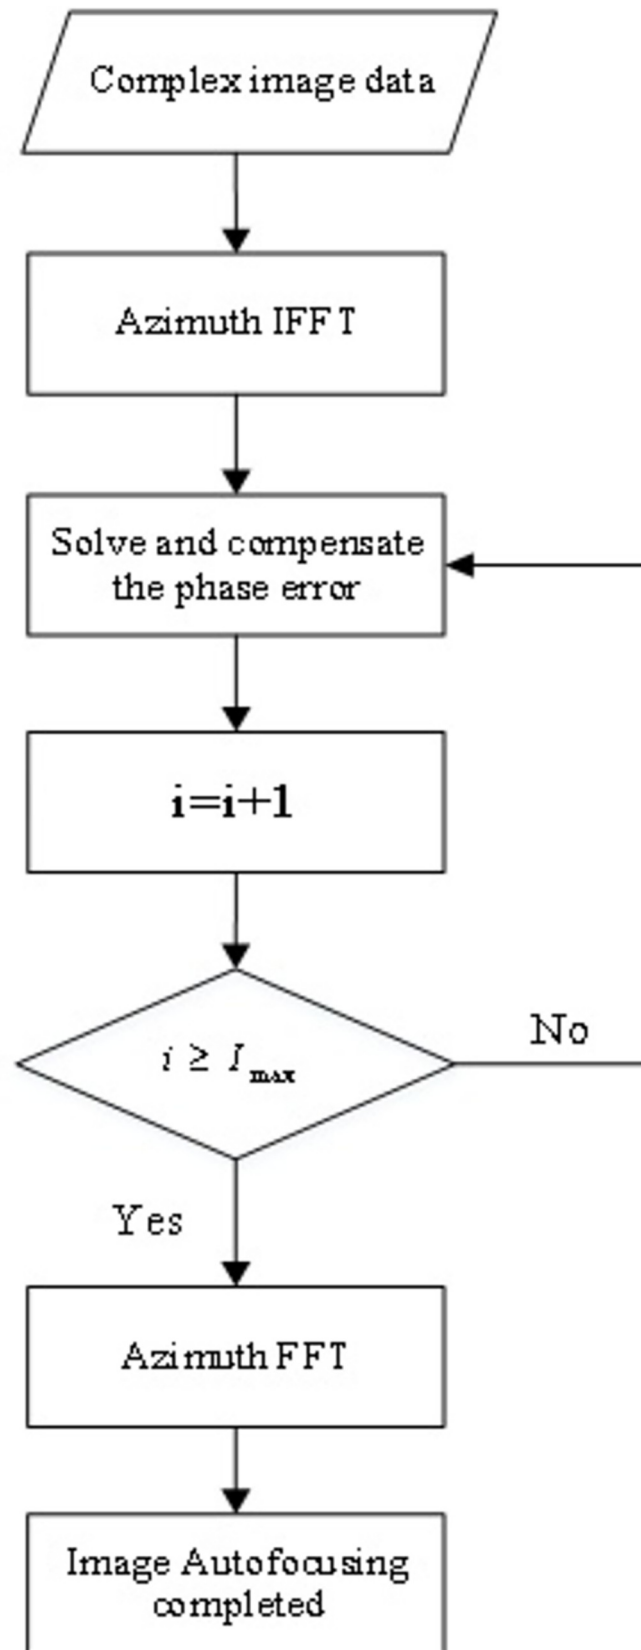 Complex image data
Azimuth IFFT
Solve and compensate
the phase error
i=i+1
i ≥ I max
No
Yes
Azimuth FFT
Image Autofocusing
completed